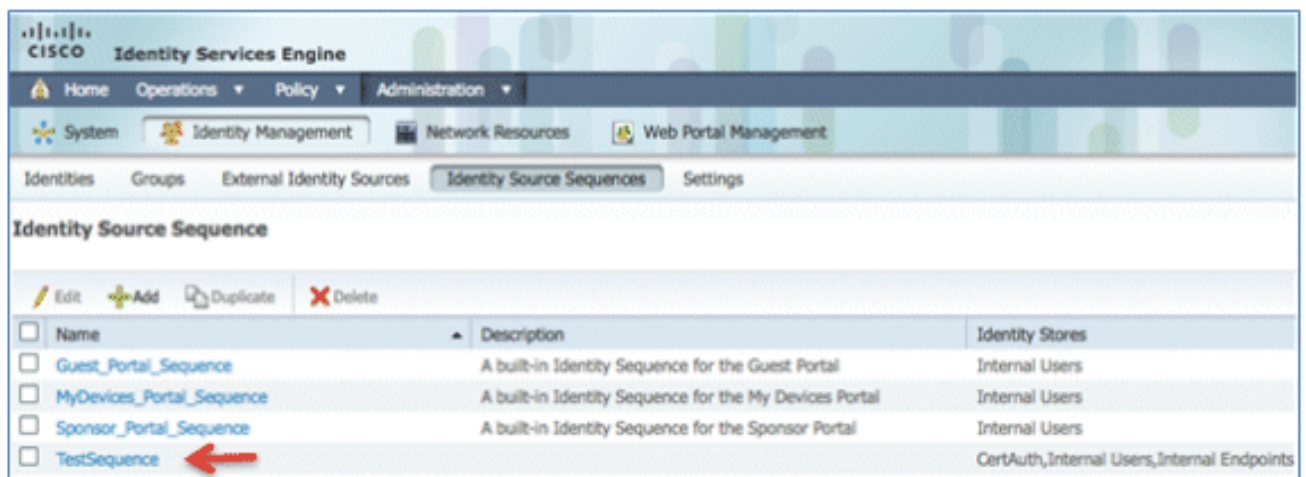 CISCO Identity Services Engine
Home Operations Policy Administration
System Identity Management Network Resources Web Portal Management
Identities Groups External Identity Sources Identity Source Sequences Settings
Identity Source Sequence
Edit Add Duplicate Delete
Name Description Identity Stores
Guest_Portal_Sequence A built-in Identity Sequence for the Guest Portal Internal Users
MyDevices_Portal_Sequence A built-in Identity Sequence for the My Devices Portal Internal Users
Sponsor_Portal_Sequence A built-in Identity Sequence for the Sponsor Portal Internal Users
TestSequence CertAuth,Internal Users,Internal Endpoints